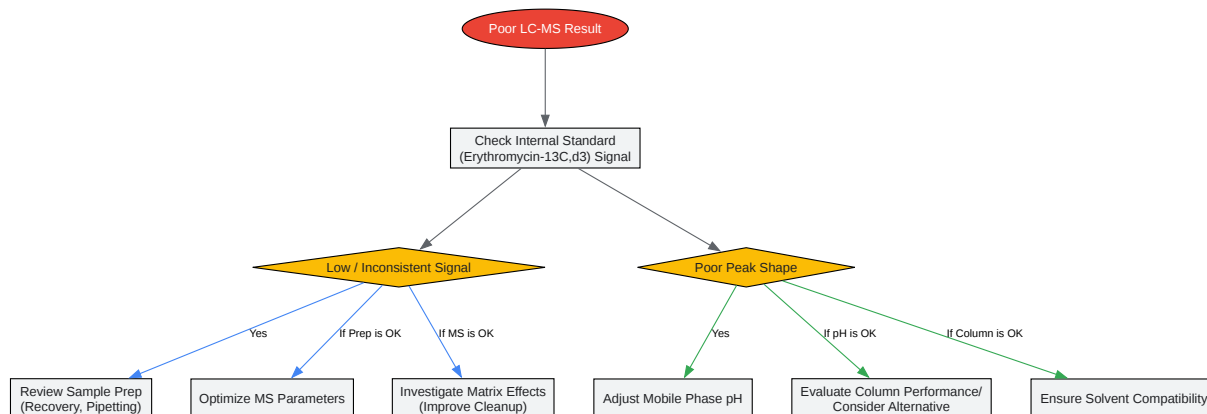 Poor LC-MS Result
Check Internal Standard
(Erythromycin-13C,d3) Signal
Low / Inconsistent Signal
Poor Peak Shape
Yes
If Prep is OK
If MS is OK
Yes
If pH is OK
If Column is OK
Review Sample Prep
(Recovery, Pipetting)
Optimize MS Parameters
Investigate Matrix Effects
(Improve Cleanup)
Adjust Mobile Phase pH
Evaluate Column Performance/
Consider Alternative
Ensure Solvent Compatibility